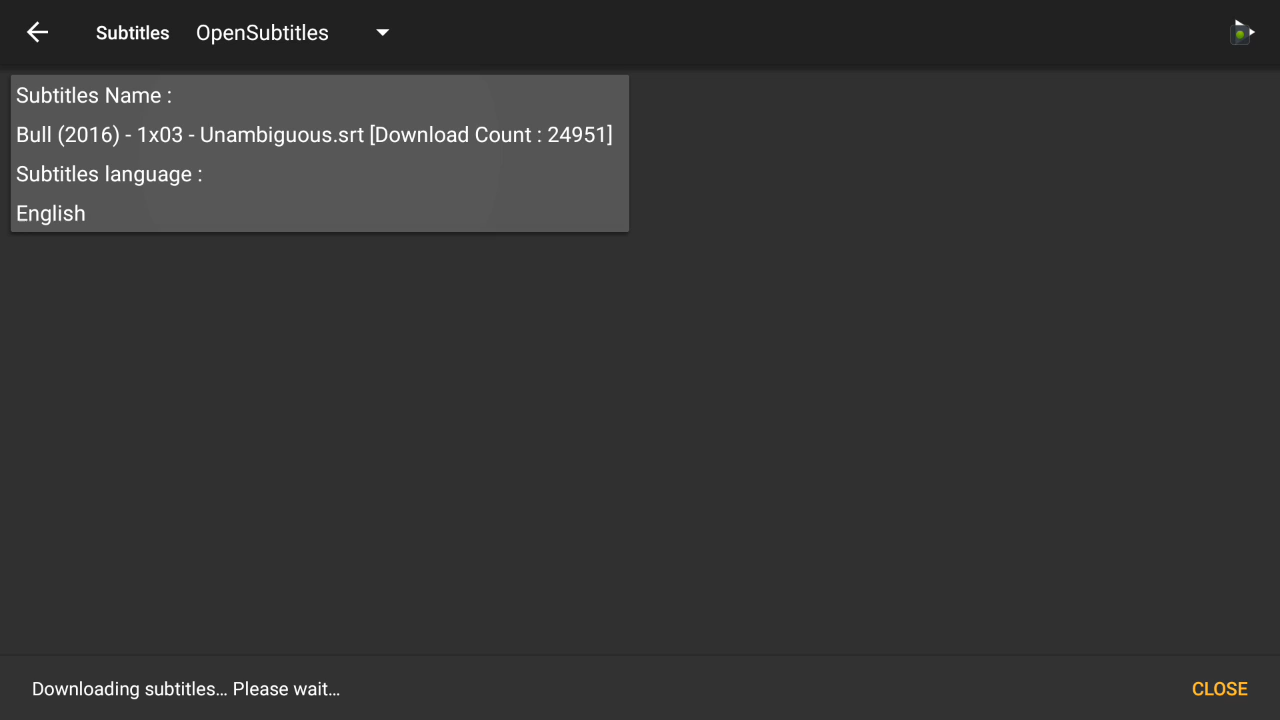 Subtitles OpenSubtitles
Subtitles Name :
Bull (2016) - 1x03 - Unambiguous.srt [Download Count : 24951]
Subtitles language :
English
Downloading subtitles... Please wait... CLOSE